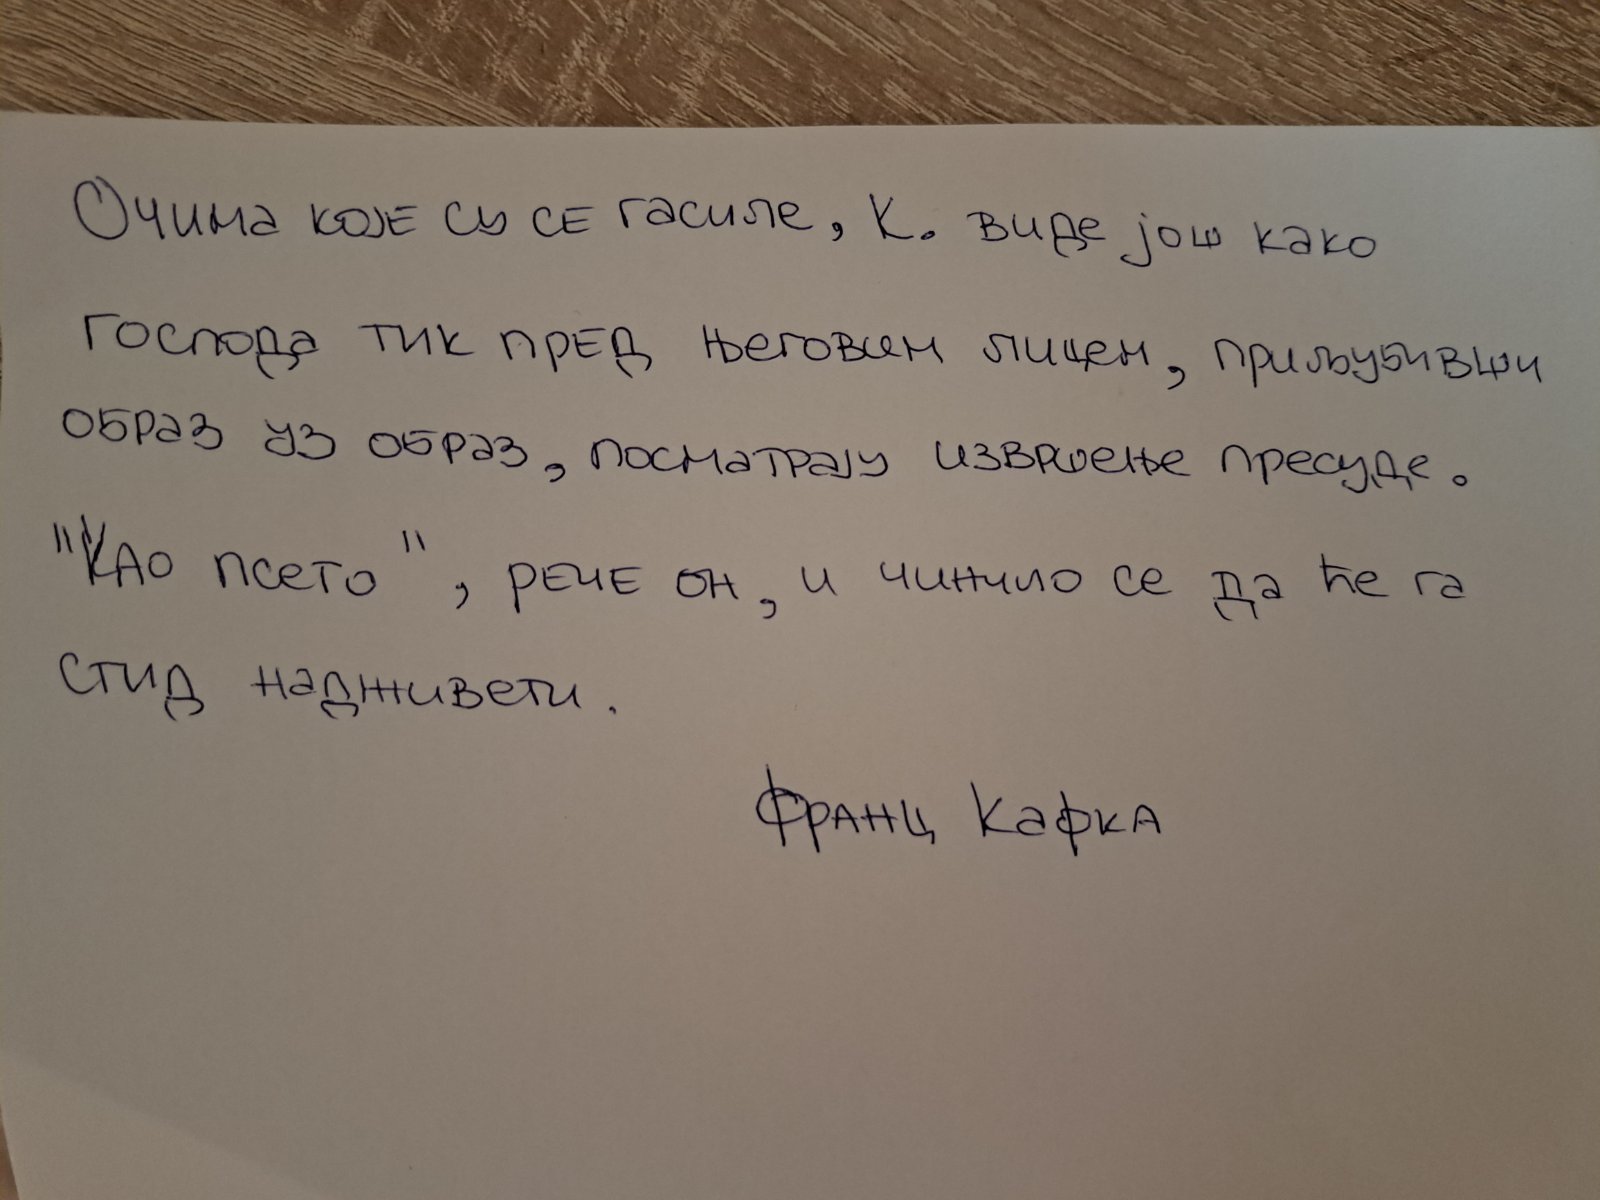 Очима које су се гасиле, К. виде још како
господа тик пред његовим лицем, приљубивши
образ уз образ, посматрају извршење пресуде.
"Као псето", рече он, и чинило се да ће га
стид надживети.
Франц Кафка